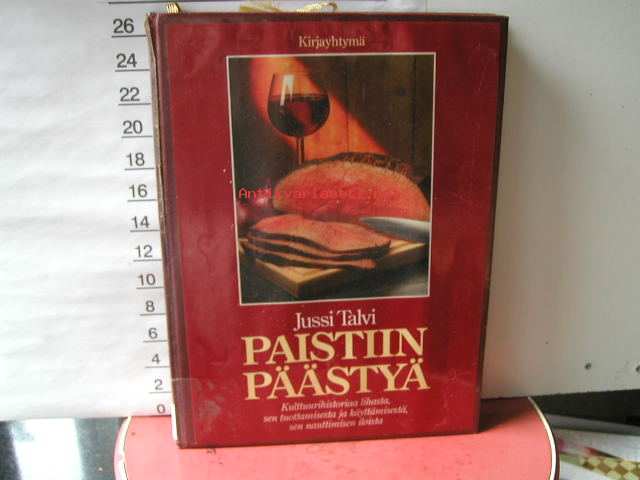 Kirjayhtymä
Jussi Talvi
PAISTIIN
PÄÄSTYÄ
Kulttuurihistoriaa lihasta,
sen tuottamisesta ja käyttämisestä,
sen nauttimisen iloista
26
24
22
20
18
16
14
12
10
8
6
4
2
0